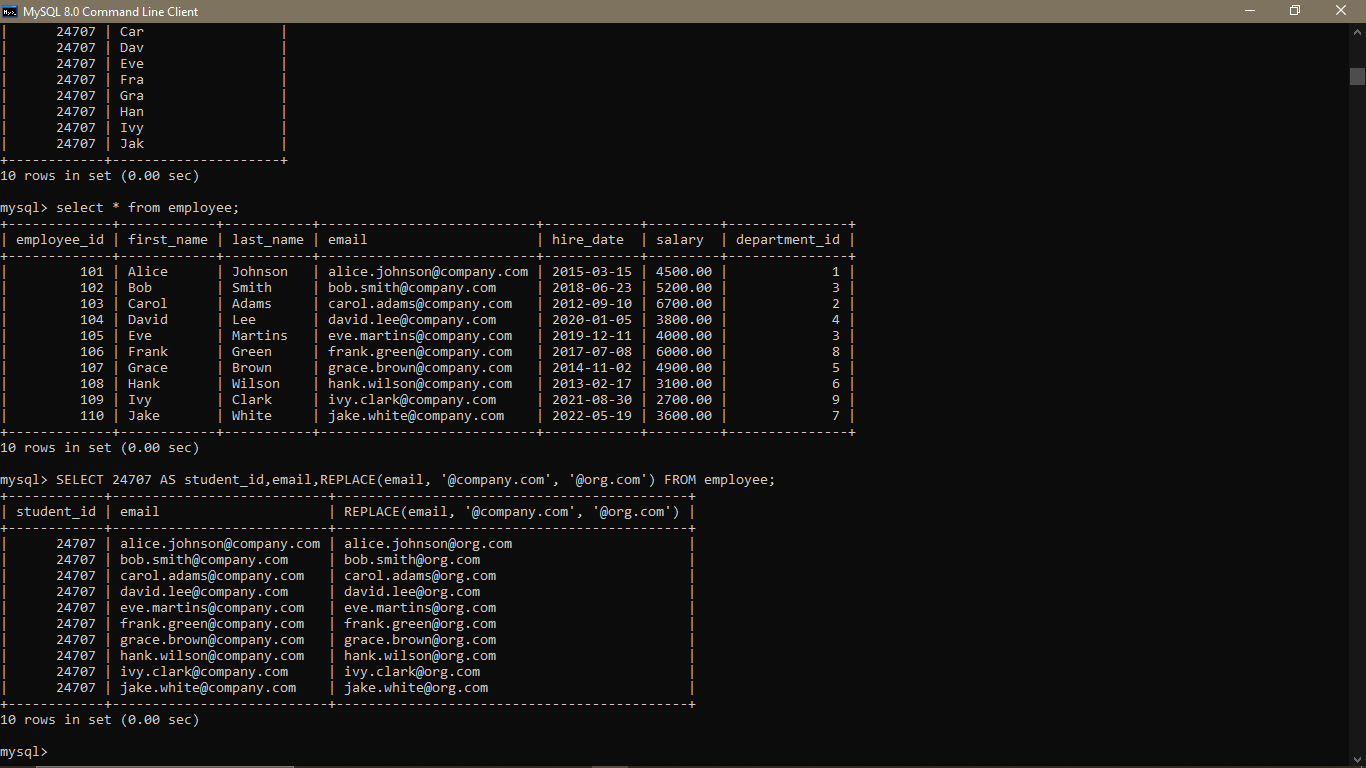 MySQL 8.0 Command Line Client
|      24707 | Car                 |
|      24707 | Dav                 |
|      24707 | Eve                 |
|      24707 | Fra                 |
|      24707 | Gra                 |
|      24707 | Han                 |
|      24707 | Ivy                 |
|      24707 | Jak                 |
+------------+---------------------+
10 rows in set (0.00 sec)
mysql> select * from employee;
+-------------+------------+-----------+---------------------------+------------+---------+---------------+
| employee_id | first_name | last_name | email                     | hire_date  | salary  | department_id |
+-------------+------------+-----------+---------------------------+------------+---------+---------------+
|         101 | Alice      | Johnson   | alice.johnson@company.com | 2015-03-15 | 4500.00 |             1 |
|         102 | Bob        | Smith     | bob.smith@company.com     | 2018-06-23 | 5200.00 |             3 |
|         103 | Carol      | Adams     | carol.adams@company.com   | 2012-09-10 | 6700.00 |             2 |
|         104 | David      | Lee       | david.lee@company.com     | 2020-01-05 | 3800.00 |             4 |
|         105 | Eve        | Martins   | eve.martins@company.com   | 2019-12-11 | 4000.00 |             3 |
|         106 | Frank      | Green     | frank.green@company.com   | 2017-07-08 | 6000.00 |             8 |
|         107 | Grace      | Brown     | grace.brown@company.com   | 2014-11-02 | 4900.00 |             5 |
|         108 | Hank       | Wilson    | hank.wilson@company.com   | 2013-02-17 | 3100.00 |             6 |
|         109 | Ivy        | Clark     | ivy.clark@company.com     | 2021-08-30 | 2700.00 |             9 |
|         110 | Jake       | White     | jake.white@company.com    | 2022-05-19 | 3600.00 |             7 |
+-------------+------------+-----------+---------------------------+------------+---------+---------------+
10 rows in set (0.00 sec)
mysql> SELECT 24707 AS student_id,email,REPLACE(email, '@company.com', '@org.com') FROM employee;
+------------+---------------------------+--------------------------------------------+
| student_id | email                     | REPLACE(email, '@company.com', '@org.com') |
+------------+---------------------------+--------------------------------------------+
|      24707 | alice.johnson@company.com | alice.johnson@org.com                      |
|      24707 | bob.smith@company.com     | bob.smith@org.com                          |
|      24707 | carol.adams@company.com   | carol.adams@org.com                        |
|      24707 | david.lee@company.com     | david.lee@org.com                          |
|      24707 | eve.martins@company.com   | eve.martins@org.com                        |
|      24707 | frank.green@company.com   | frank.green@org.com                        |
|      24707 | grace.brown@company.com   | grace.brown@org.com                        |
|      24707 | hank.wilson@company.com   | hank.wilson@org.com                        |
|      24707 | ivy.clark@company.com     | ivy.clark@org.com                          |
|      24707 | jake.white@company.com    | jake.white@org.com                         |
+------------+---------------------------+--------------------------------------------+
10 rows in set (0.00 sec)
mysql>